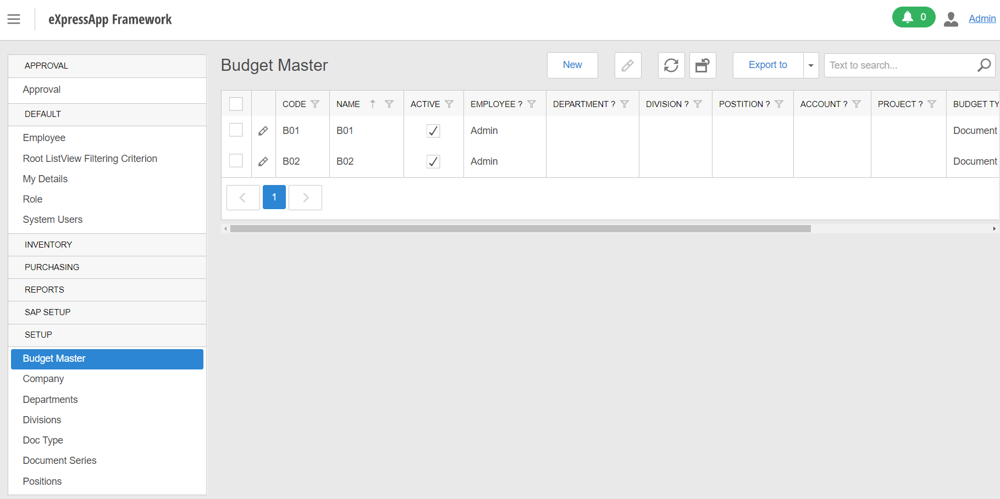 eXpressApp Framework
0
Admin
APPROVAL
Approval
DEFAULT
Employee
Root ListView Filtering Criterion
My Details
Role
System Users
INVENTORY
PURCHASING
REPORTS
SAP SETUP
SETUP
Budget Master
Company
Departments
Divisions
Doc Type
Document Series
Positions
Budget Master
New
Export to
Text to search...
CODE NAME ACTIVE EMPLOYEE ? DEPARTMENT ? DIVISION ? POSTITION ? ACCOUNT ? PROJECT ? BUDGET TY
B01 B01 Admin Document
B02 B02 Admin Document
1